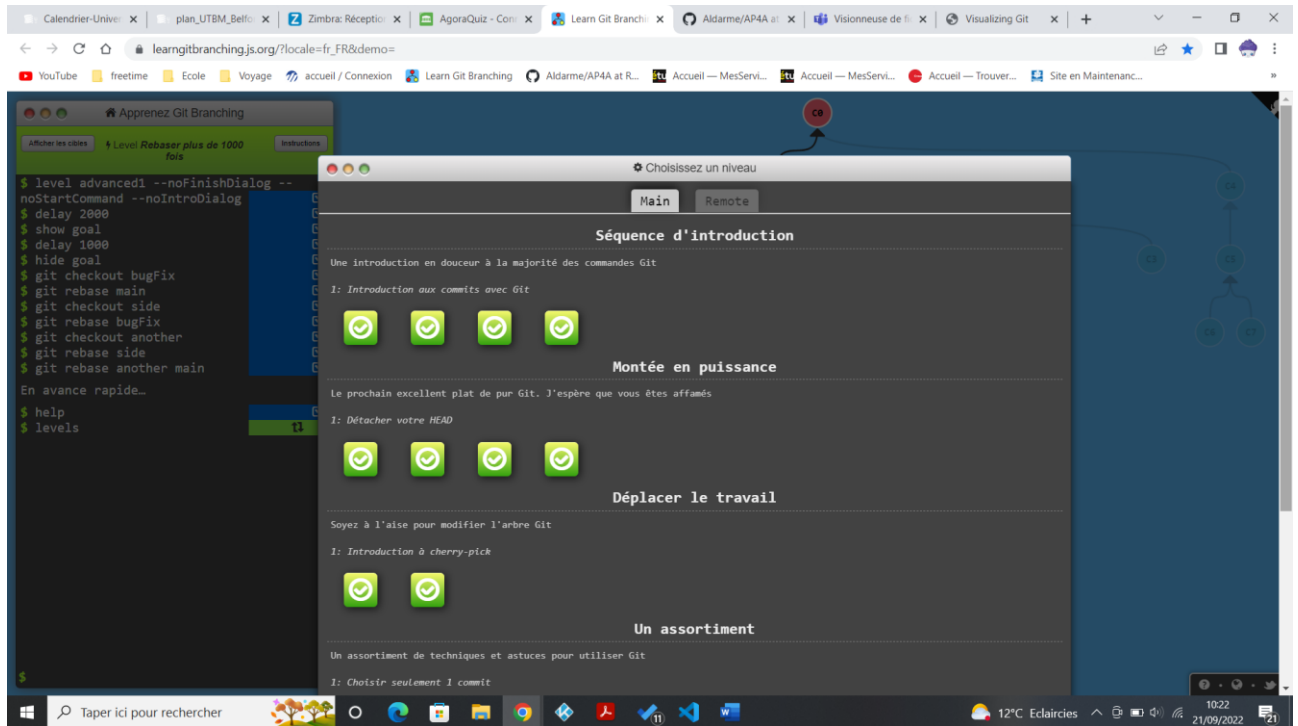 Calendrier-Univer
plan_UTBM_Belfo
Zimbra: Réception
AgoraQuiz - Con
Learn Git Branchi
Aldarme/AP4A at
Visionneuse de fi
Visualizing Git
learngitbranching.js.org/?locale=fr_FR&demo=
YouTube
freetime
Ecole
Voyage
accueil / Connexion
Learn Git Branching
Aldarme/AP4A at R...
Accueil — MesServi...
Accueil — MesServi...
Accueil — Trouver...
Site en Maintenanc...
Apprenez Git Branching
Afficher les cibles
Level Rebaser plus de 1000 fois
Instructions
$ level advanced1 --noFinishDialog --
noStartCommand --noIntroDialog
$ delay 2000
$ show goal
$ delay 1000
$ hide goal
$ git checkout bugFix
$ git rebase main
$ git checkout side
$ git rebase bugFix
$ git checkout another
$ git rebase side
$ git rebase another main
En avance rapide…
$ help
$ levels
$
C0
Choisissez un niveau
Main
Remote
Séquence d'introduction
Une introduction en douceur à la majorité des commandes Git
1: Introduction aux commits avec Git
Montée en puissance
Le prochain excellent plat de pur Git. J'espère que vous êtes affamés
1: Détacher votre HEAD
Déplacer le travail
Soyez à l'aise pour modifier l'arbre Git
1: Introduction à cherry-pick
Un assortiment
Un assortiment de techniques et astuces pour utiliser Git
1: Choisir seulement 1 commit
Taper ici pour rechercher
12°C Eclaircies
10:22
21/09/2022